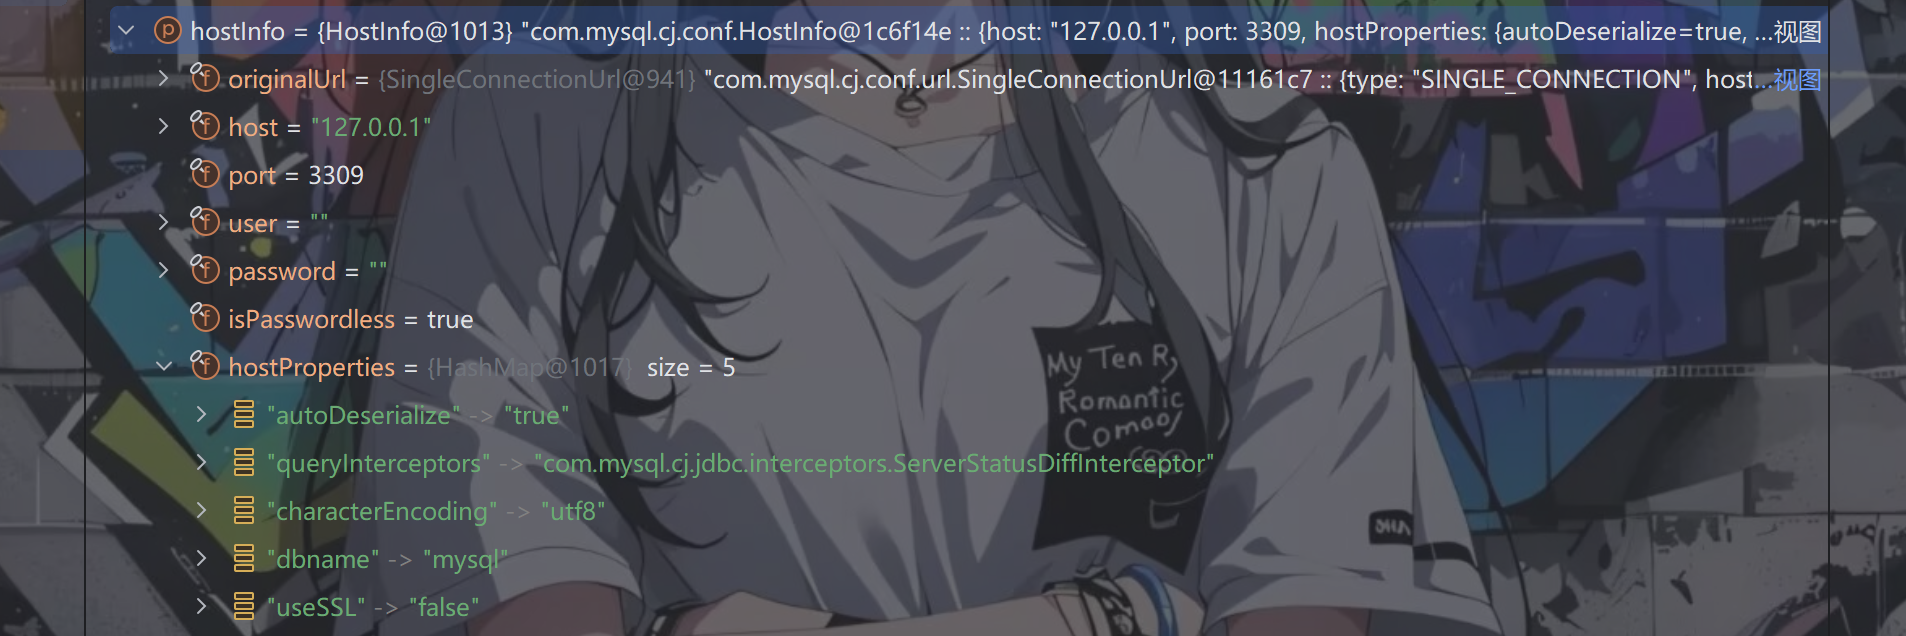 hostInfo = {HostInfo@1013} "com.mysql.cj.conf.HostInfo@1c6f14e :: {host: "127.0.0.1", port: 3309, hostProperties: {autoDeserialize=true, ...视图
originalUrl = {SingleConnectionUrl@941} "com.mysql.cj.conf.url.SingleConnectionUrl@11161c7 :: {type: "SINGLE_CONNECTION", host...视图
host = "127.0.0.1"
port = 3309
user = ""
password = ""
isPasswordless = true
hostProperties = {HashMap@1017} size = 5
"autoDeserialize" -> "true"
"queryInterceptors" -> "com.mysql.cj.jdbc.interceptors.ServerStatusDiffInterceptor"
"characterEncoding" -> "utf8"
"dbname" -> "mysql"
"useSSL" -> "false"
My Ten R,
Romantic